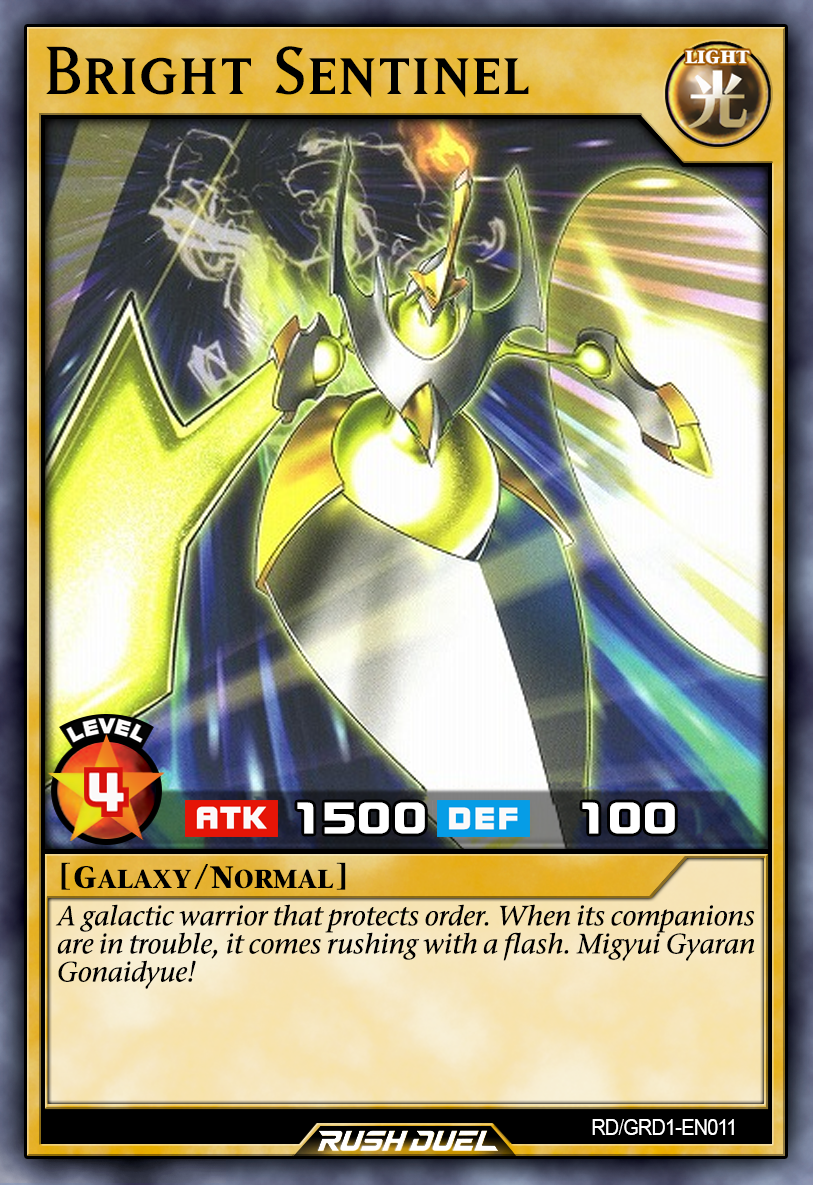 Bright Sentinel
LIGHT
光
LEVEL
4
ATK 1500 DEF 100
[Galaxy/Normal]
A galactic warrior that protects order. When its companions
are in trouble, it comes rushing with a flash. Migyui Gyaran
Gonaidyue!
RD/GRD1-EN011
RUSH DUEL